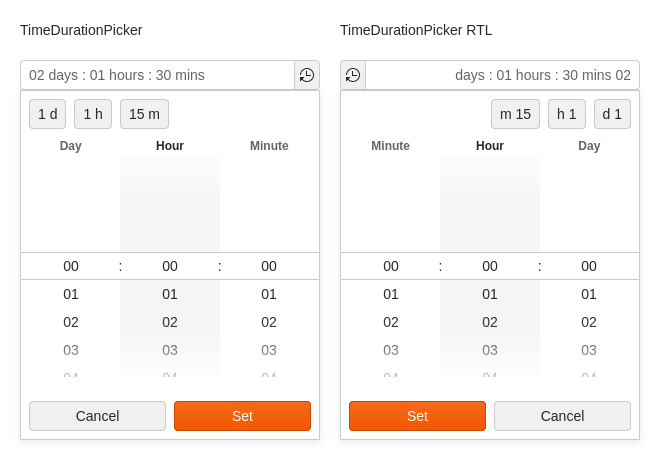 TimeDurationPicker
02 days : 01 hours : 30 mins
1 d 1 h 15 m
Day Hour Minute
00 : 00 : 00
01 01 01
02 02 02
03 03 03
04 04 04
Cancel Set
TimeDurationPicker RTL
days : 01 hours : 30 mins 02
m 15 h 1 d 1
Minute Hour Day
00 : 00 : 00
01 01 01
02 02 02
03 03 03
04 04 04
Set Cancel